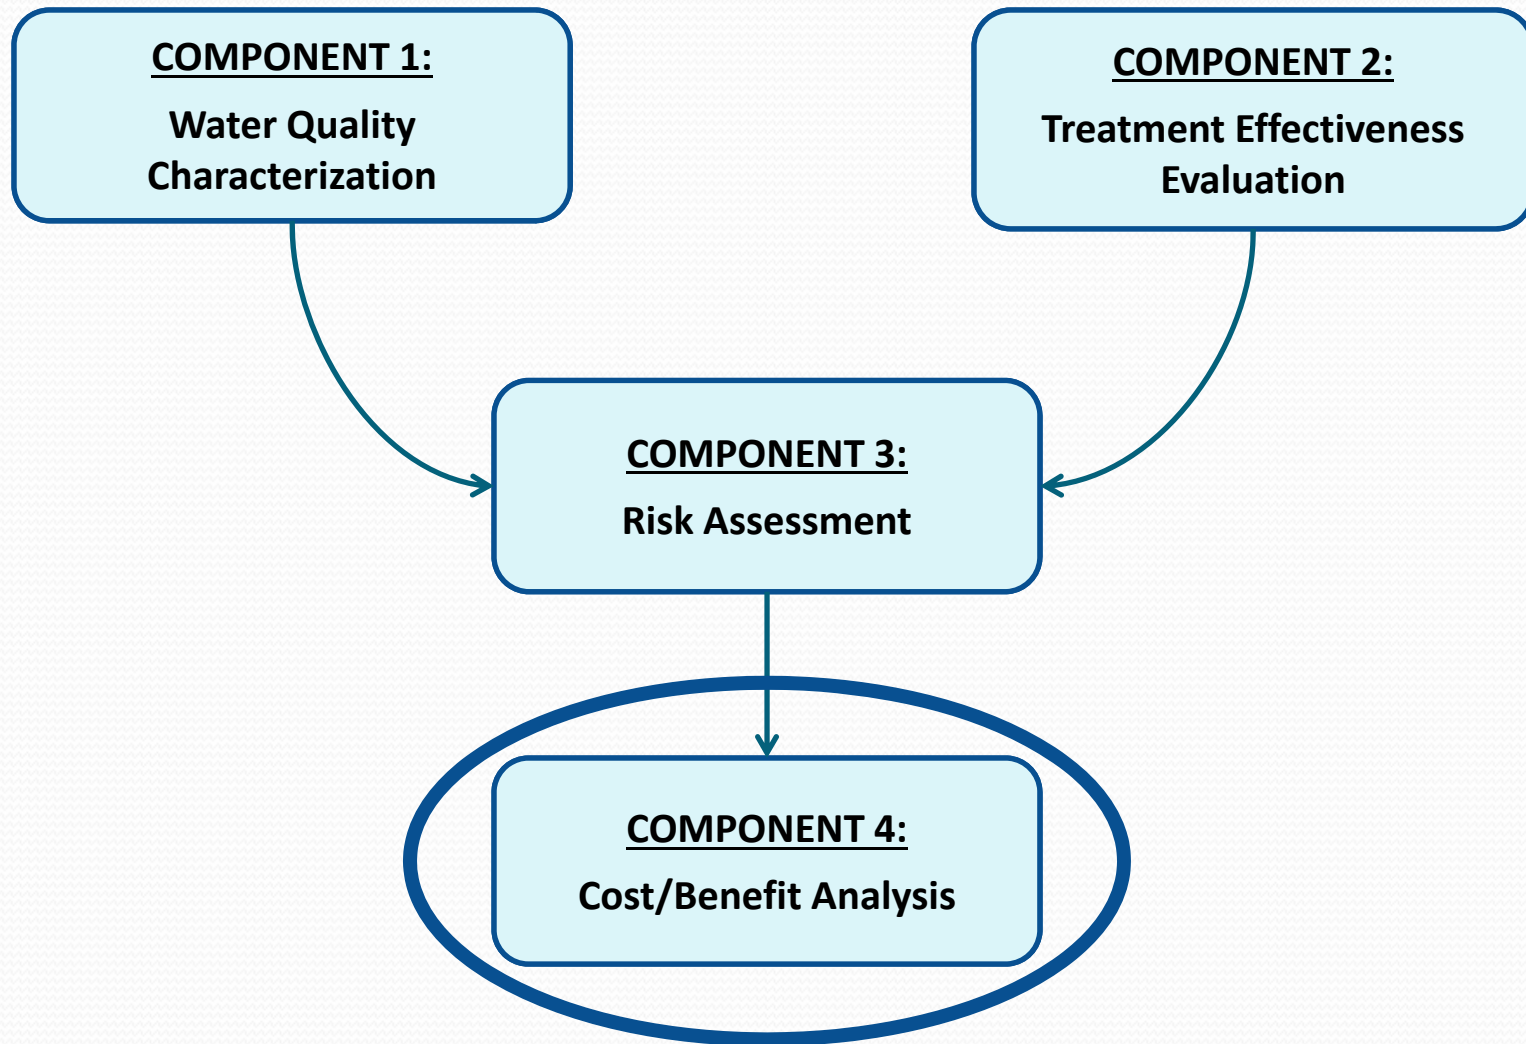 COMPONENT 1:
Water Quality
Characterization
COMPONENT 2:
Treatment Effectiveness
Evaluation
COMPONENT 3:
Risk Assessment
COMPONENT 4:
Cost/Benefit Analysis